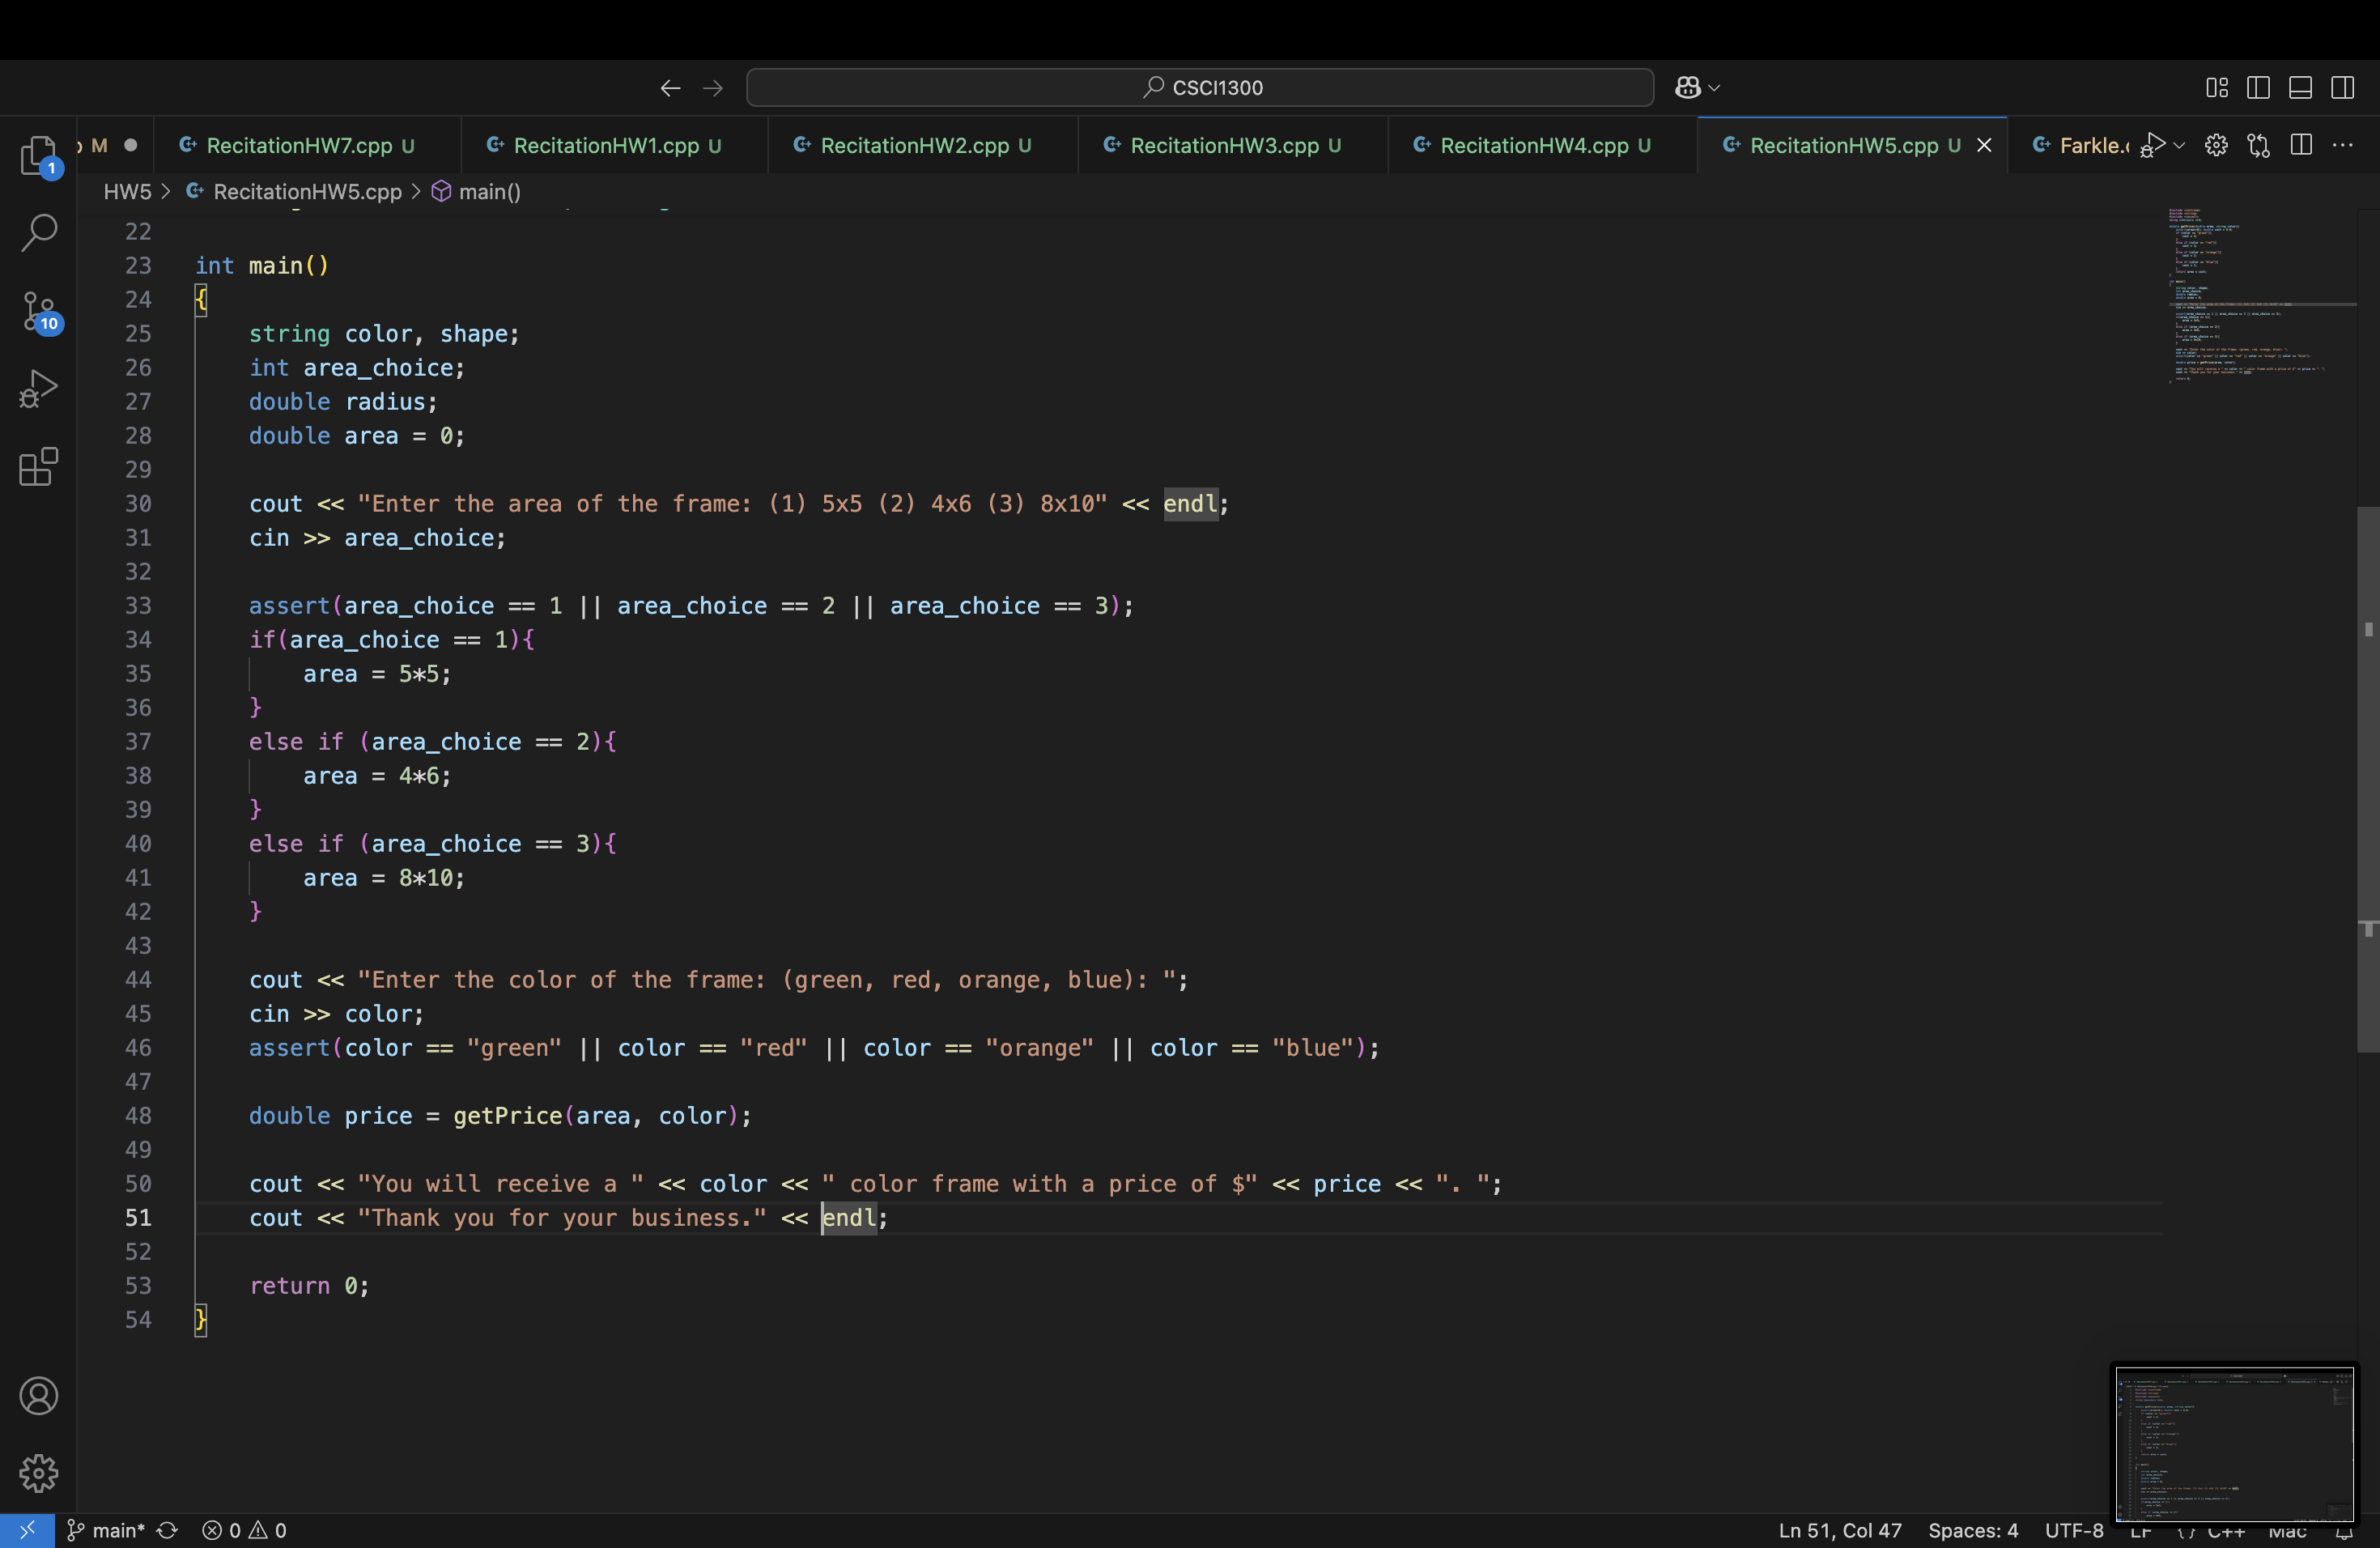 CSCI1300
M
RecitationHW7.cpp U
RecitationHW1.cpp U
RecitationHW2.cpp U
RecitationHW3.cpp U
RecitationHW4.cpp U
RecitationHW5.cpp U
Farkle.
1
HW5 > RecitationHW5.cpp > main()
22
23 int main()
24 {
25 string color, shape;
26 int area_choice;
27 double radius;
28 double area = 0;
29
30 cout << "Enter the area of the frame: (1) 5x5 (2) 4x6 (3) 8x10" << endl;
31 cin >> area_choice;
32
33 assert(area_choice == 1 || area_choice == 2 || area_choice == 3);
34 if(area_choice == 1){
35 area = 5*5;
36 }
37 else if (area_choice == 2){
38 area = 4*6;
39 }
40 else if (area_choice == 3){
41 area = 8*10;
42 }
43
44 cout << "Enter the color of the frame: (green, red, orange, blue): ";
45 cin >> color;
46 assert(color == "green" || color == "red" || color == "orange" || color == "blue");
47
48 double price = getPrice(area, color);
49
50 cout << "You will receive a " << color << " color frame with a price of $" << price << ". ";
51 cout << "Thank you for your business." << endl;
52
53 return 0;
54 }
10
main* 0 0
Ln 51, Col 47 Spaces: 4 UTF-8 LF {} C++ Mac